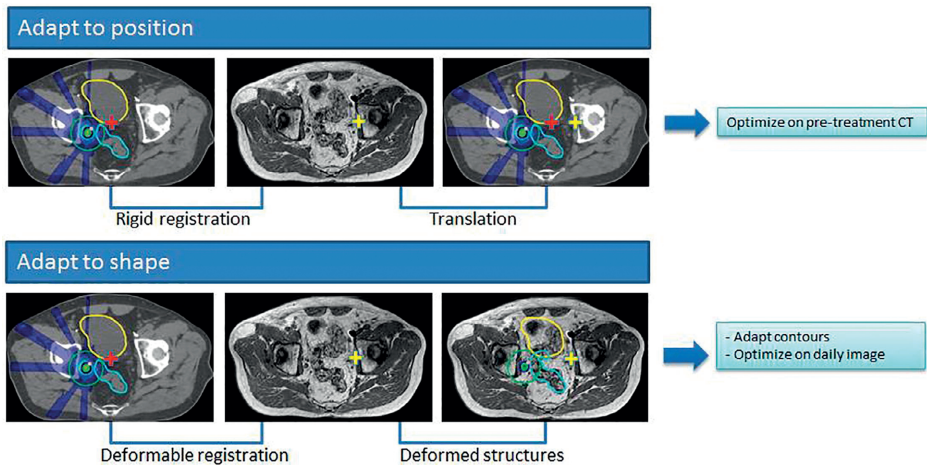 Adapt to position
Optimize on pre-treatment CT
Rigid registration
Translation
Adapt to shape
- Adapt contours
- Optimize on daily image
Deformable registration
Deformed structures